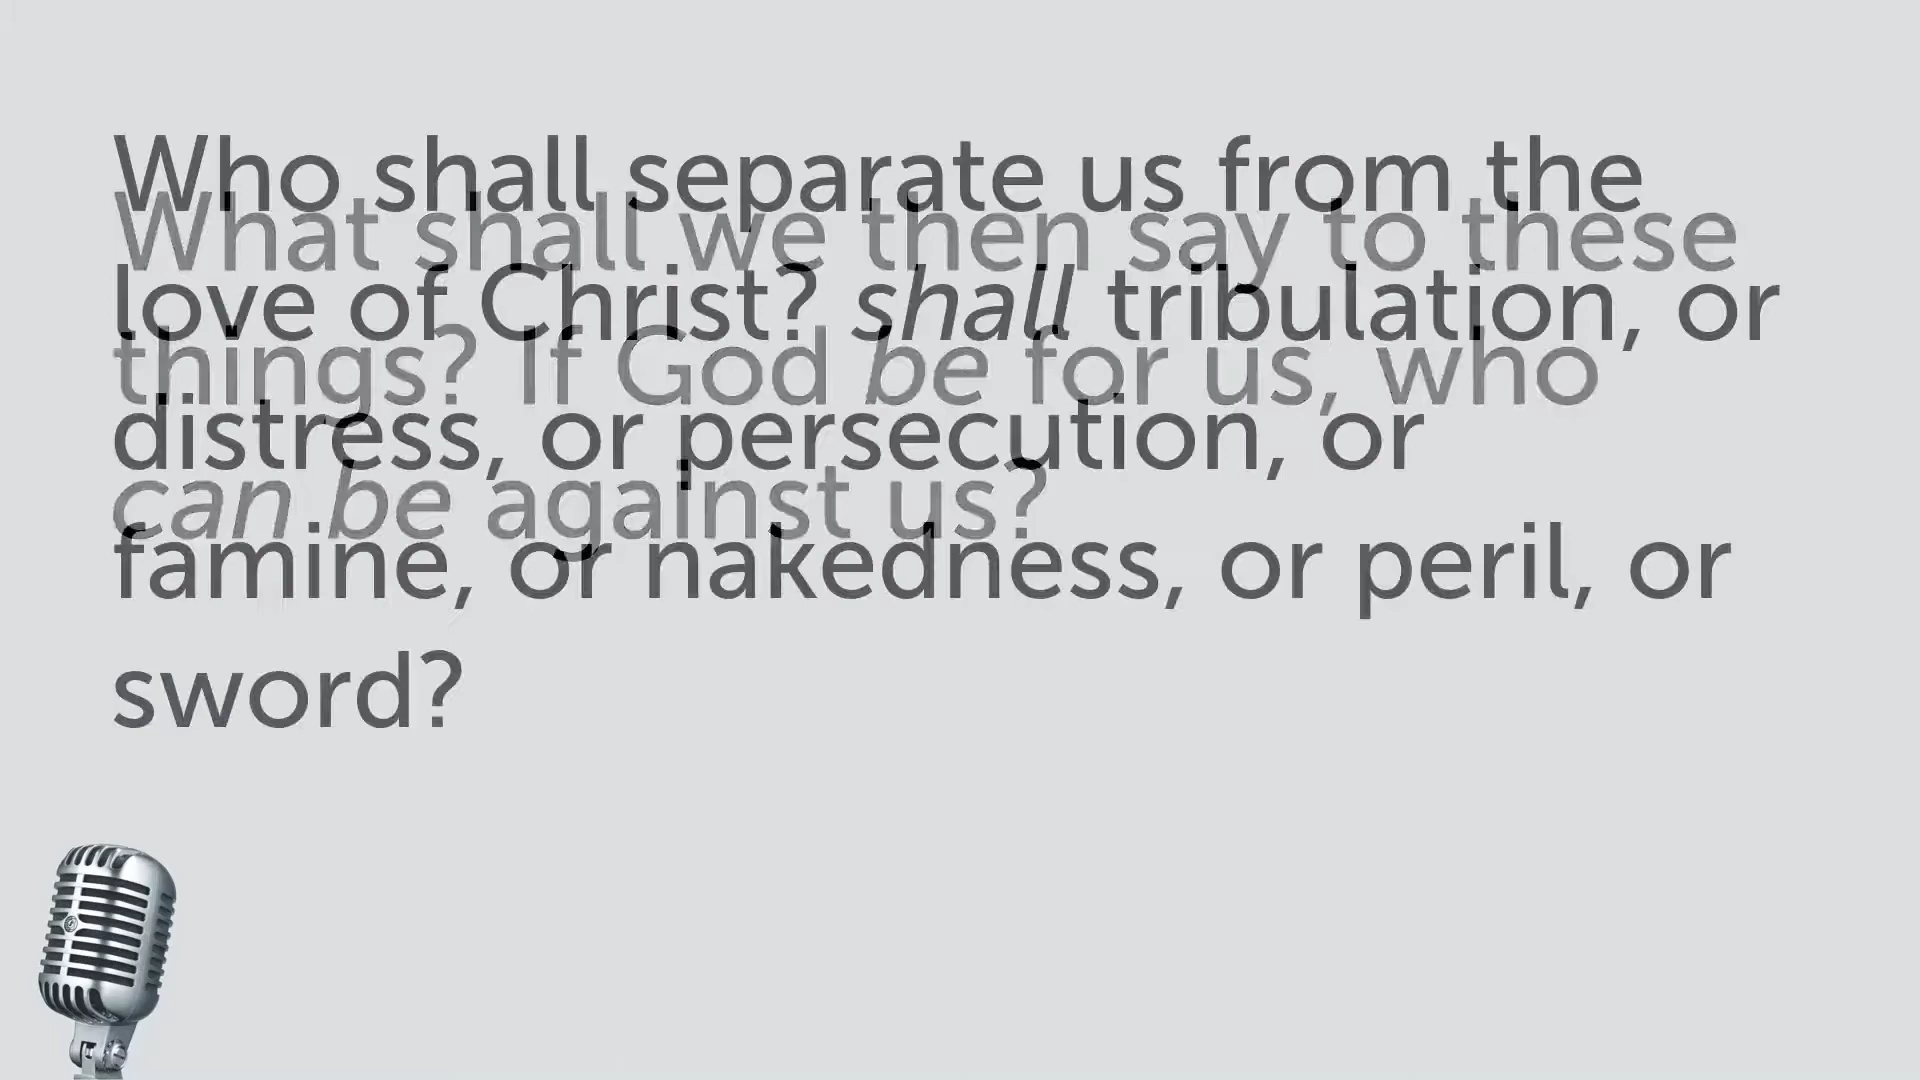 Who shall separate us from the
love of Christ? shall tribulation, or
distress, or persecution, or
famine, or nakedness, or peril, or
sword?
What shall we then say to these
things? If God be for us, who
can be against us?